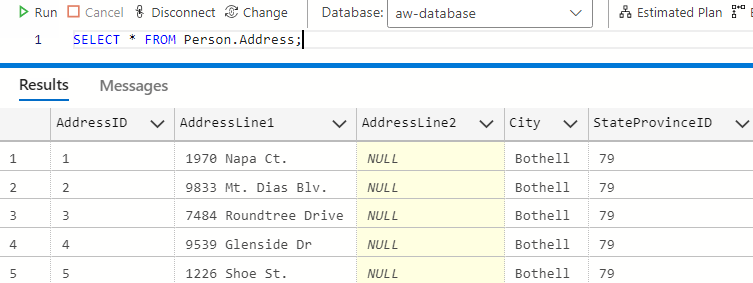 Run Cancel Disconnect Change Database: aw-database Estimated Plan
1 SELECT * FROM Person.Address;
Results Messages
AddressID AddressLine1 AddressLine2 City StateProvinceID
1 1 1970 Napa Ct. NULL Bothell 79
2 2 9833 Mt. Dias Blv. NULL Bothell 79
3 3 7484 Roundtree Drive NULL Bothell 79
4 4 9539 Glenside Dr NULL Bothell 79
5 5 1226 Shoe St. NULL Bothell 79